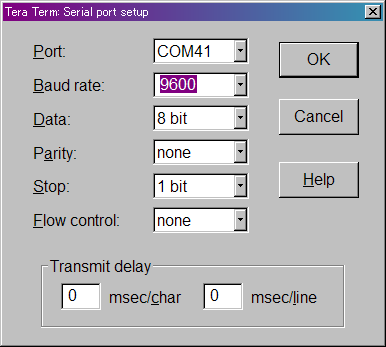 Tera Term: Serial port setup
Port: COM41 OK
Baud rate: 9600
Data: 8 bit Cancel
Parity: none
Stop: 1 bit Help
Flow control: none
Transmit delay
0 msec/char 0 msec/line